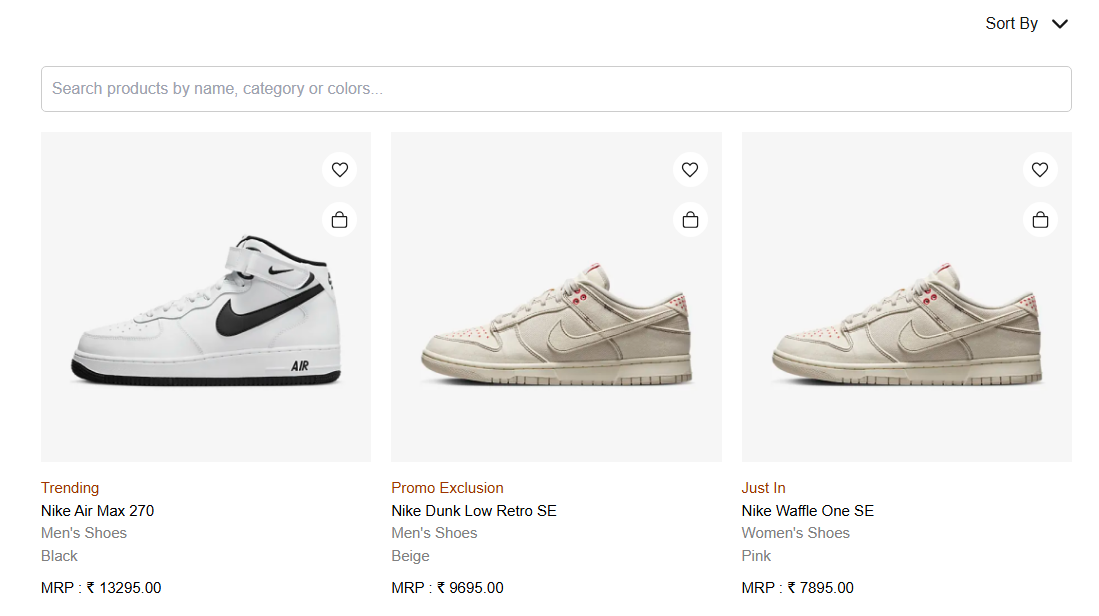 Sort By
Search products by name, category or colors...
AIR
Trending
Nike Air Max 270
Men's Shoes
Black
MRP : ₹ 13295.00
Promo Exclusion
Nike Dunk Low Retro SE
Men's Shoes
Beige
MRP : ₹ 9695.00
Just In
Nike Waffle One SE
Women's Shoes
Pink
MRP : ₹ 7895.00